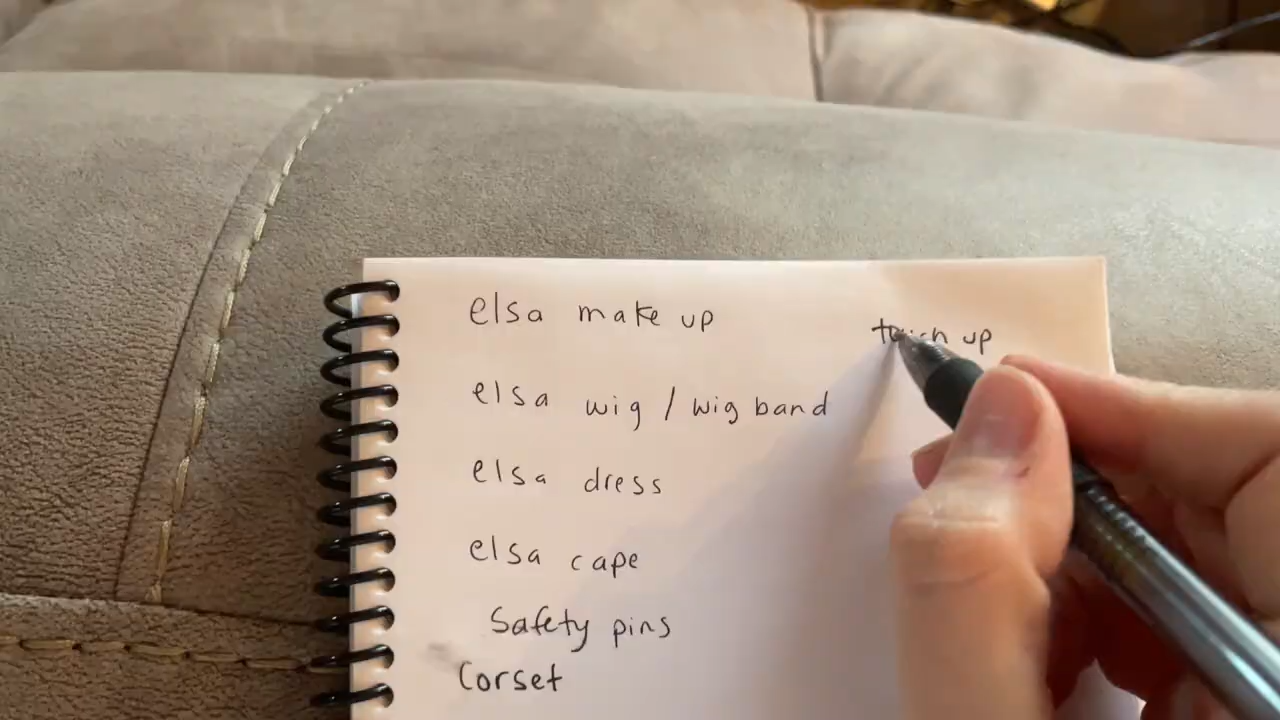 elsa make up
touch up
elsa wig / wig band
elsa dress
elsa cape
Safety pins
Corset